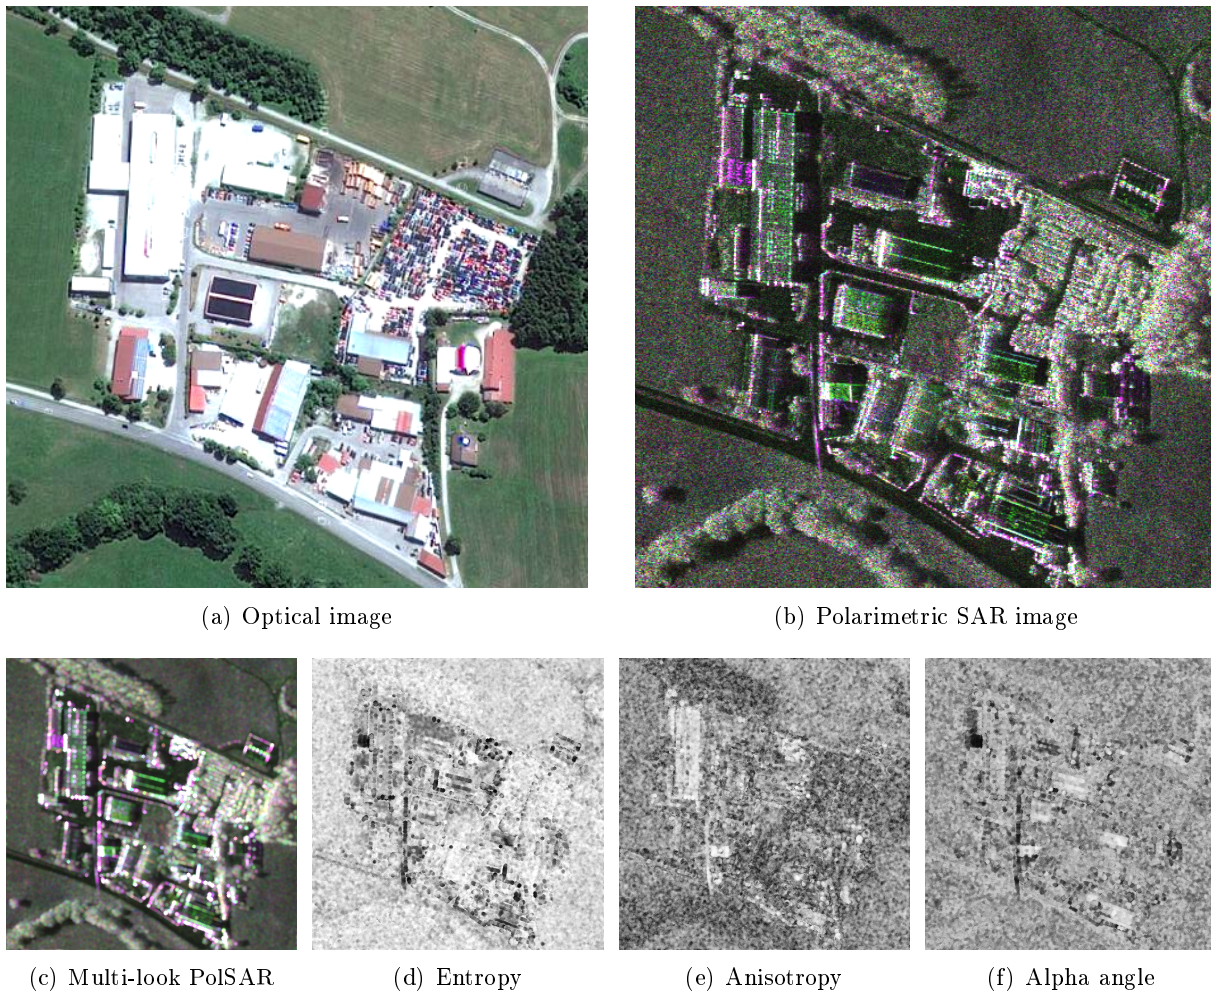 (a) Optical image
(b) Polarimetric SAR image
(c) Multi-look PolSAR
(d) Entropy
(e) Anisotropy
(f) Alpha angle